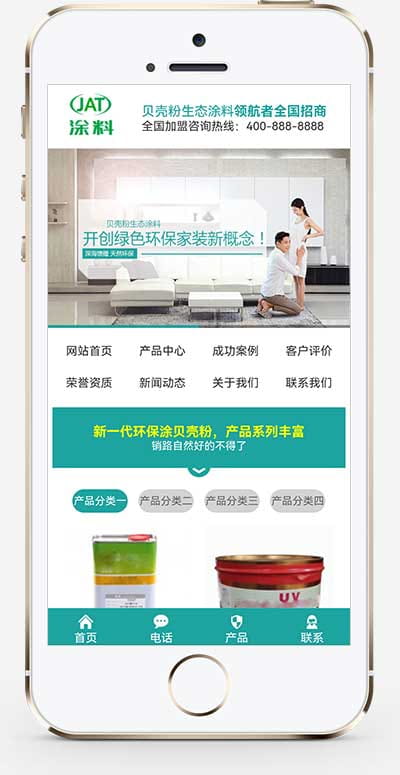 JAT
涂料
贝壳粉生态涂料领航者全国招商
全国加盟咨询热线：400-888-8888
贝壳粉生态涂料
开创绿色环保家装新概念！
深海德隆 天然环保
网站首页 产品中心 成功案例 客户评价
荣誉资质 新闻动态 关于我们 联系我们
新一代环保涂贝壳粉，产品系列丰富
销路自然好的不得了
产品分类一 产品分类二 产品分类三 产品分类四
UV
首页 电话 产品 联系